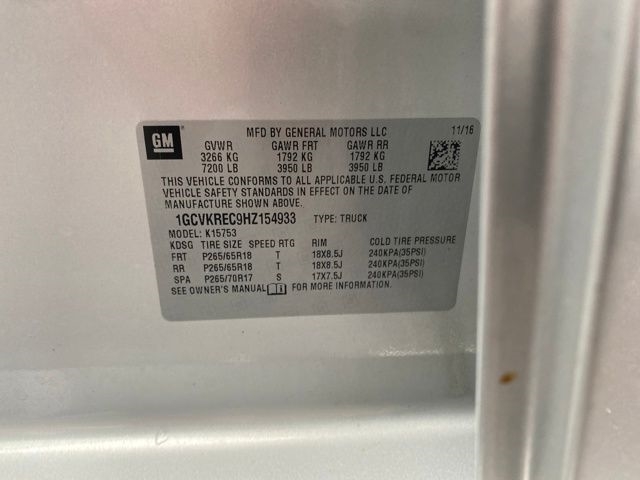 GM
MFD BY GENERAL MOTORS LLC 11/16
GVWR GAWR FRT GAWR RR
3266 KG 1792 KG 1792 KG
7200 LB 3950 LB 3950 LB
THIS VEHICLE CONFORMS TO ALL APPLICABLE U.S. FEDERAL MOTOR
VEHICLE SAFETY STANDARDS IN EFFECT ON THE DATE OF
MANUFACTURE SHOWN ABOVE.
1GCVKREC9HZ154933 TYPE: TRUCK
MODEL: K15753
KDSG TIRE SIZE SPEED RTG RIM COLD TIRE PRESSURE
FRT P265/65R18 T 18X8.5J 240KPA(35PSI)
RR P265/65R18 T 18X8.5J 240KPA(35PSI)
SPA P265/70R17 S 17X7.5J 240KPA(35PSI)
SEE OWNER'S MANUAL FOR MORE INFORMATION.